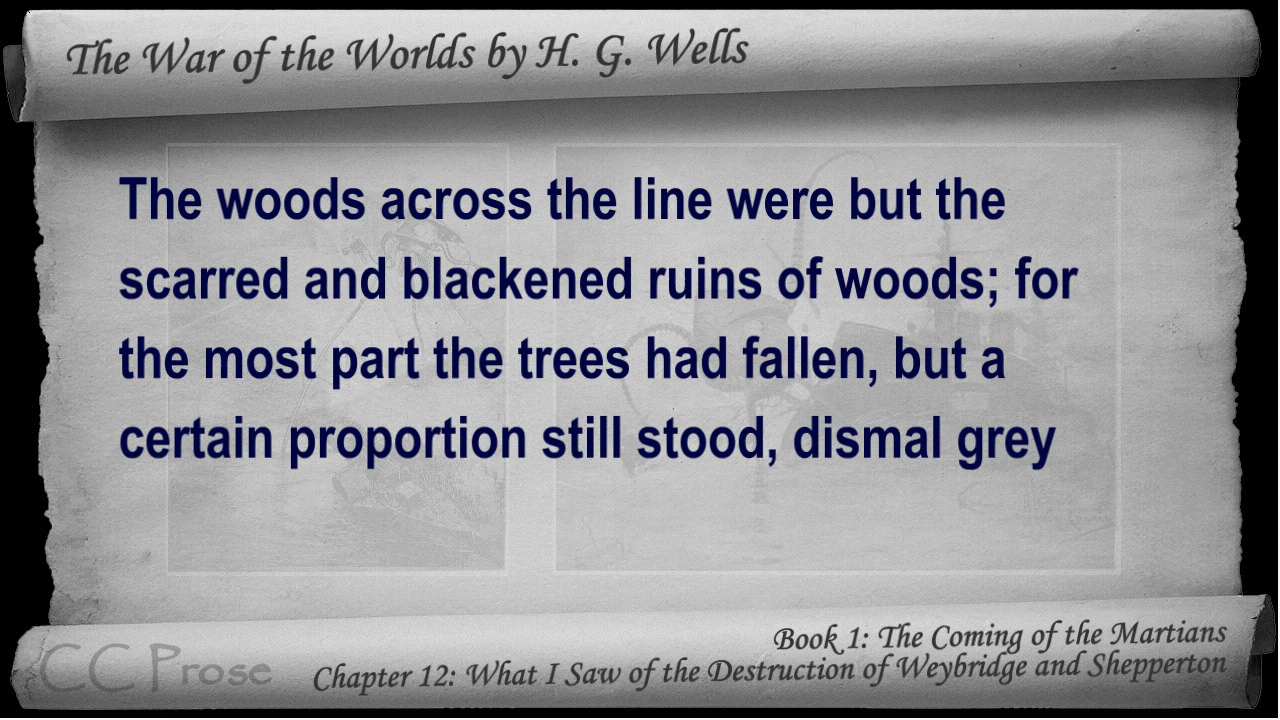 The War of the Worlds by H. G. Wells
The woods across the line were but the
scarred and blackened ruins of woods; for
the most part the trees had fallen, but a
certain proportion still stood, dismal grey
Book 1: The Coming of the Martians
Chapter 12: What I Saw of the Destruction of Weybridge and Shepperton
CC Prose